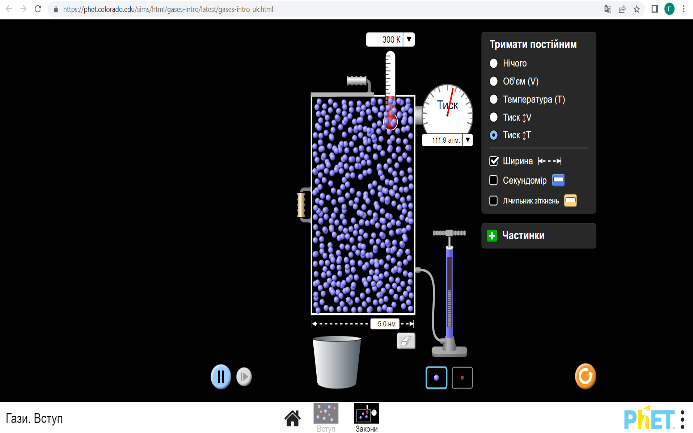 https://phet.colorado.edu/sims/html/gases-intro/latest/gases-intro_uk.html
Г
300 K
Тиск
111.9 атм.
Тримати постійним
Нічого
Об'єм (V)
Температура (T)
Тиск ↕V
Тиск ↕T
Ширина
Секундомір
Лічильник зіткнень
Частинки
5.0 нм
Гази. Вступ
Вступ
Закони
PhET